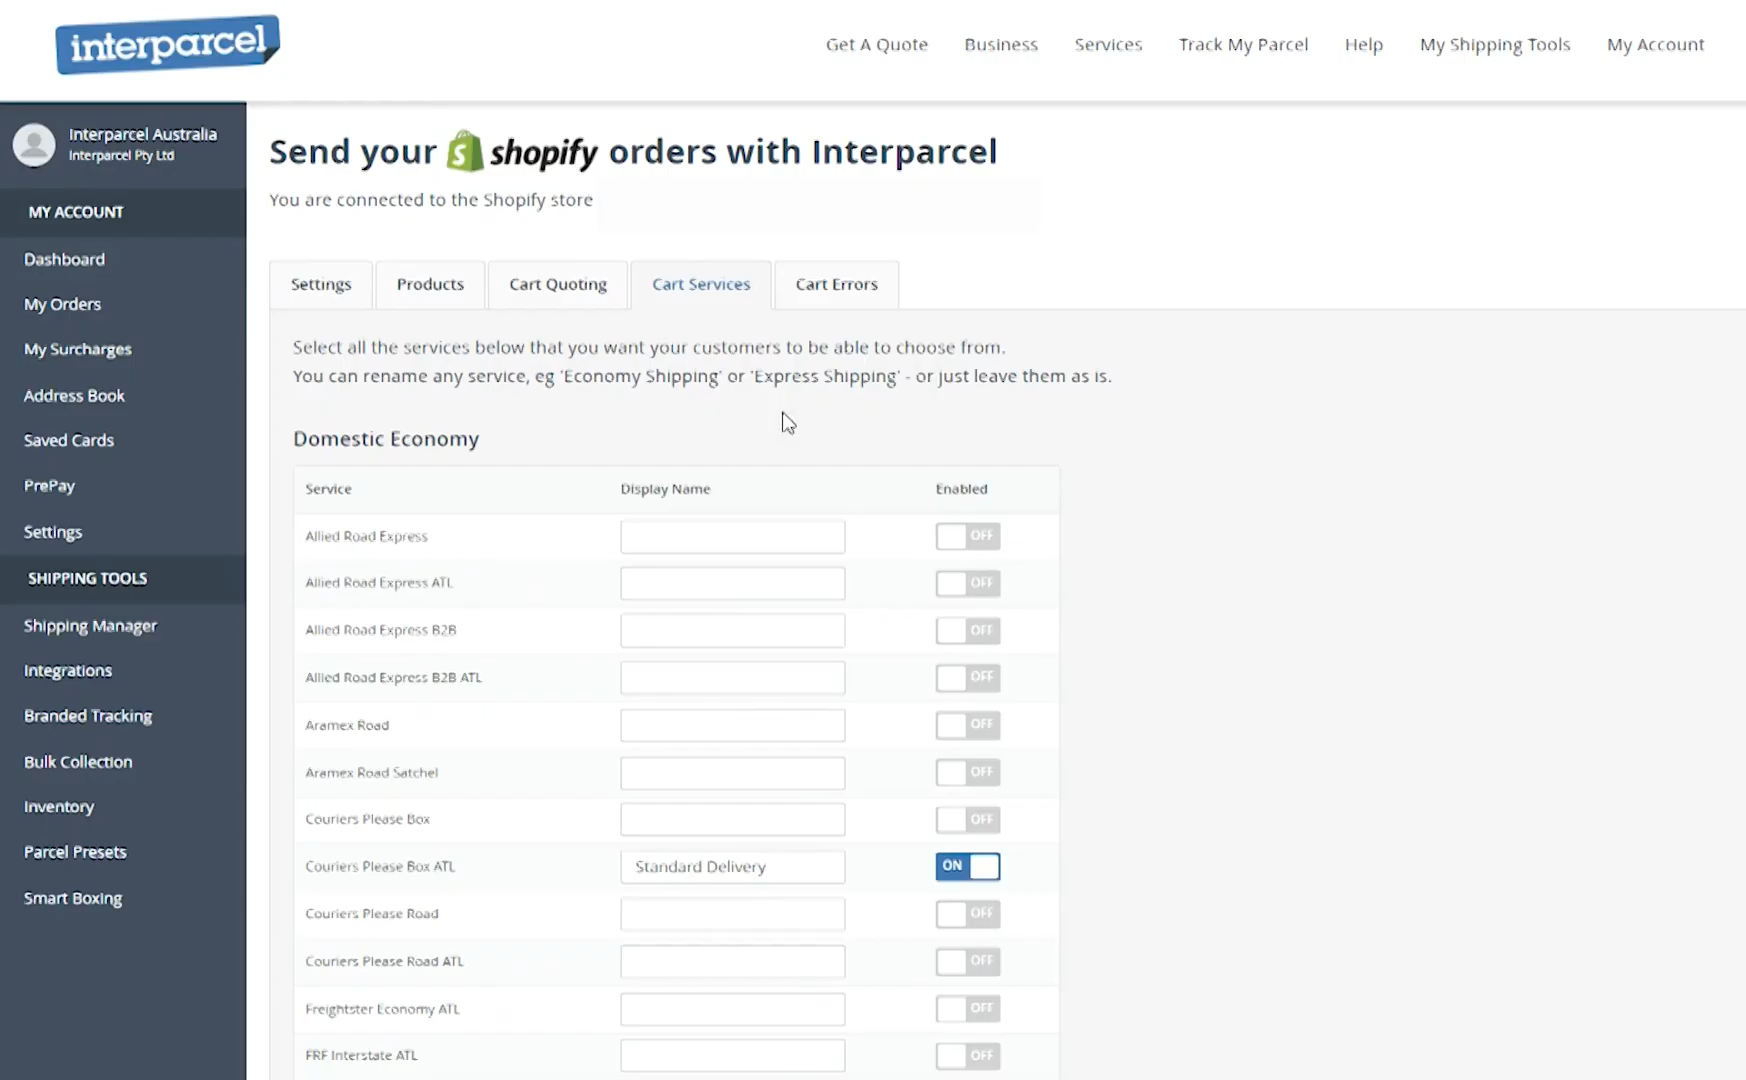 interparcel
Get A Quote
Business
Services
Track My Parcel
Help
My Shipping Tools
My Account
Interparcel Australia
Interparcel Pty Ltd
MY ACCOUNT
Dashboard
My Orders
My Surcharges
Address Book
Saved Cards
PrePay
Settings
SHIPPING TOOLS
Shipping Manager
Integrations
Branded Tracking
Bulk Collection
Inventory
Parcel Presets
Smart Boxing
Send your shopify orders with Interparcel
You are connected to the Shopify store
Settings
Products
Cart Quoting
Cart Services
Cart Errors
Select all the services below that you want your customers to be able to choose from.
You can rename any service, eg 'Economy Shipping' or 'Express Shipping' - or just leave them as is.
Domestic Economy
Service Display Name Enabled
Allied Road Express OFF
Allied Road Express ATL OFF
Allied Road Express B2B OFF
Allied Road Express B2B ATL OFF
Aramex Road OFF
Aramex Road Satchel OFF
Couriers Please Box OFF
Couriers Please Box ATL Standard Delivery ON
Couriers Please Road OFF
Couriers Please Road ATL OFF
Freightster Economy ATL OFF
FRF Interstate ATL OFF